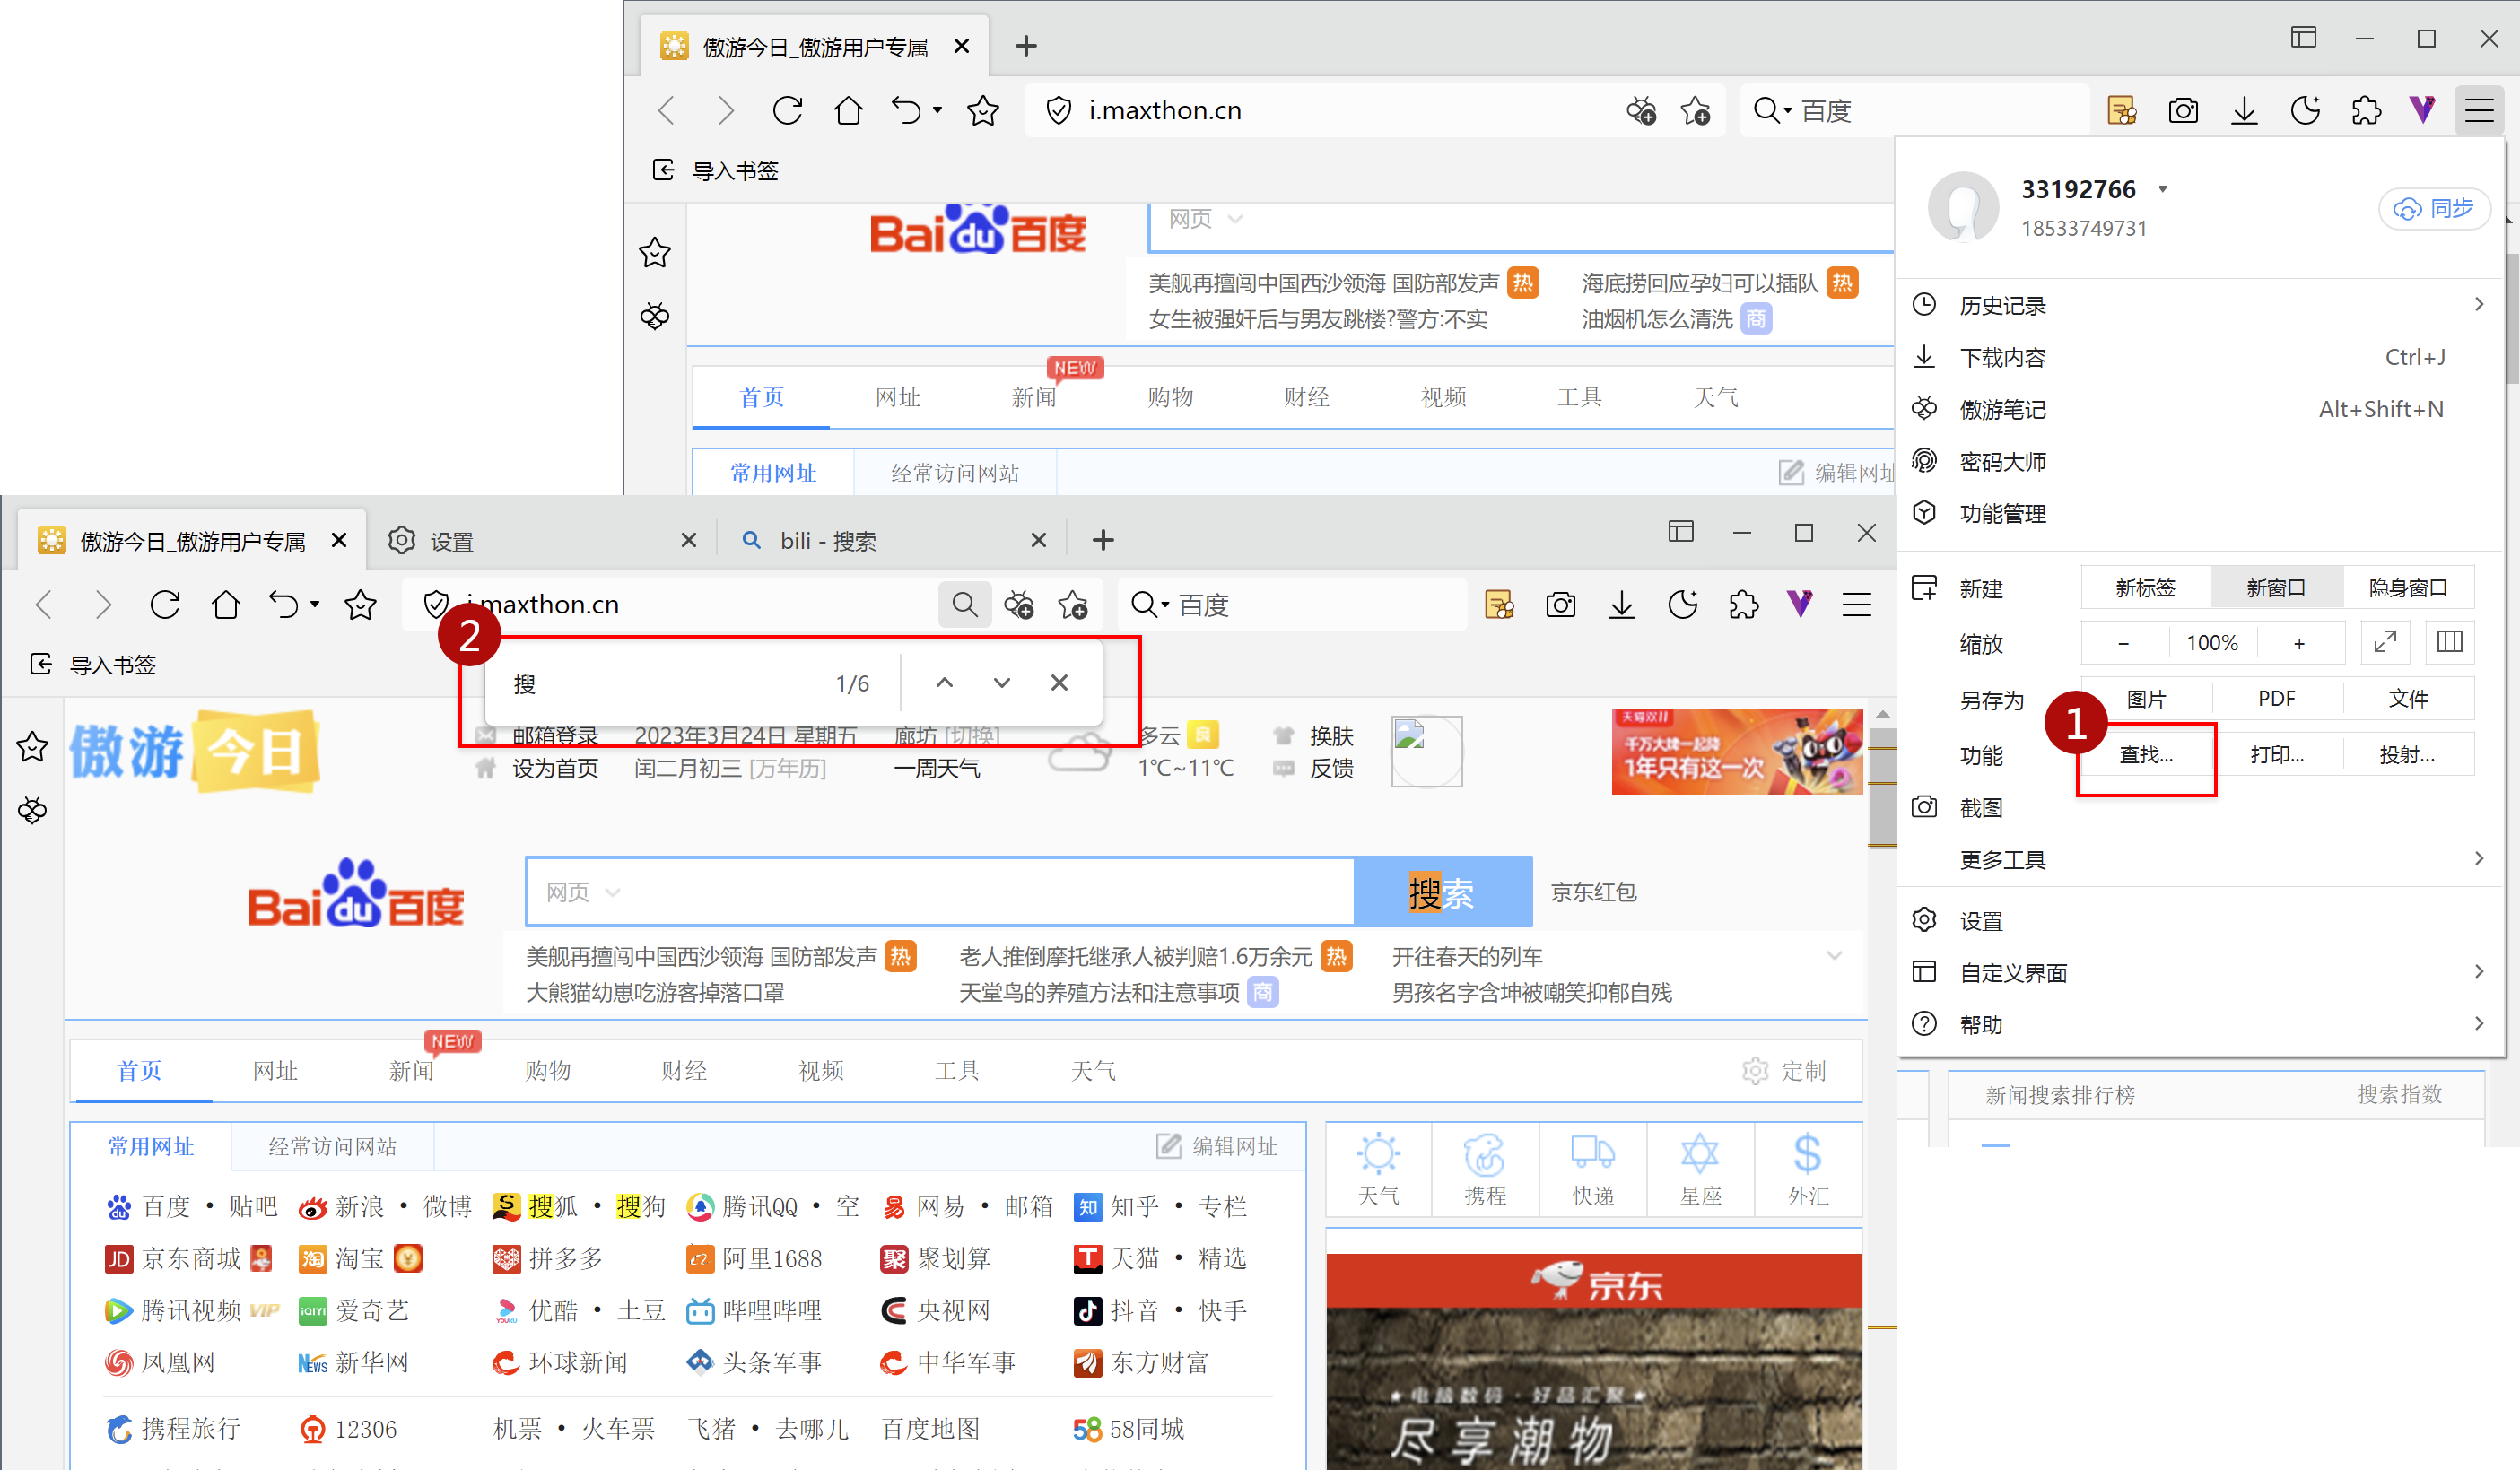 傲游今日_傲游用户专属
i.maxthon.cn
百度
导入书签
Bai du 百度
网页
美舰再擅闯中国西沙领海 国防部发声 热
海底捞回应孕妇可以插队 热
女生被强奸后与男友跳楼?警方:不实
油烟机怎么清洗 商
NEW
首页 网址 新闻 购物 财经 视频 工具 天气
常用网址 经常访问网站 编辑网址
33192766
18533749731
同步
历史记录
下载内容 Ctrl+J
傲游笔记 Alt+Shift+N
密码大师
功能管理
新建 新标签 新窗口 隐身窗口
缩放 − 100% +
另存为 图片 PDF 文件
1
功能 查找... 打印... 投射...
截图
更多工具
设置
自定义界面
帮助
新闻搜索排行榜 搜索指数
傲游今日_傲游用户专属 设置 bili - 搜索
i.maxthon.cn
百度
2
导入书签
搜 1/6
傲游 今日
邮箱登录 2023年3月24日 星期五 廊坊 [切换] 多云 良 换肤
设为首页 闰二月初三 [万年历] 一周天气 1℃~11℃ 反馈
天猫双11
千万大牌一起降
1年只有这一次
Bai du 百度
网页
搜索
京东红包
美舰再擅闯中国西沙领海 国防部发声 热 老人推倒摩托继承人被判赔1.6万余元 热 开往春天的列车
大熊猫幼崽吃游客掉落口罩 天堂鸟的养殖方法和注意事项 商 男孩名字含坤被嘲笑抑郁自残
NEW
首页 网址 新闻 购物 财经 视频 工具 天气 定制
常用网址 经常访问网站 编辑网址
天气 携程 快递 星座 外汇
百度 • 贴吧 新浪 • 微博 搜狐 • 搜狗 腾讯QQ • 空 网易 • 邮箱 知乎 • 专栏
京东商城 淘宝 拼多多 阿里1688 聚划算 天猫 • 精选
腾讯视频 VIP 爱奇艺 优酷 • 土豆 哔哩哔哩 央视网 抖音 • 快手
凤凰网 新华网 环球新闻 头条军事 中华军事 东方财富
携程旅行 12306 机票 • 火车票 飞猪 • 去哪儿 百度地图 58同城
京东
电脑数码 · 好品汇聚
尽享潮物